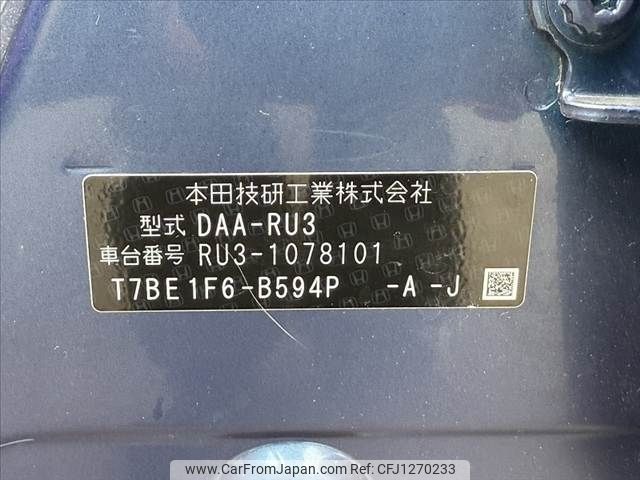 本田技研工業株式会社
型式 DAA-RU3
車台番号 RU3-1078101
T7BE1F6-B594P -A -J
www.CarFromJapan.com | CFJ1270233